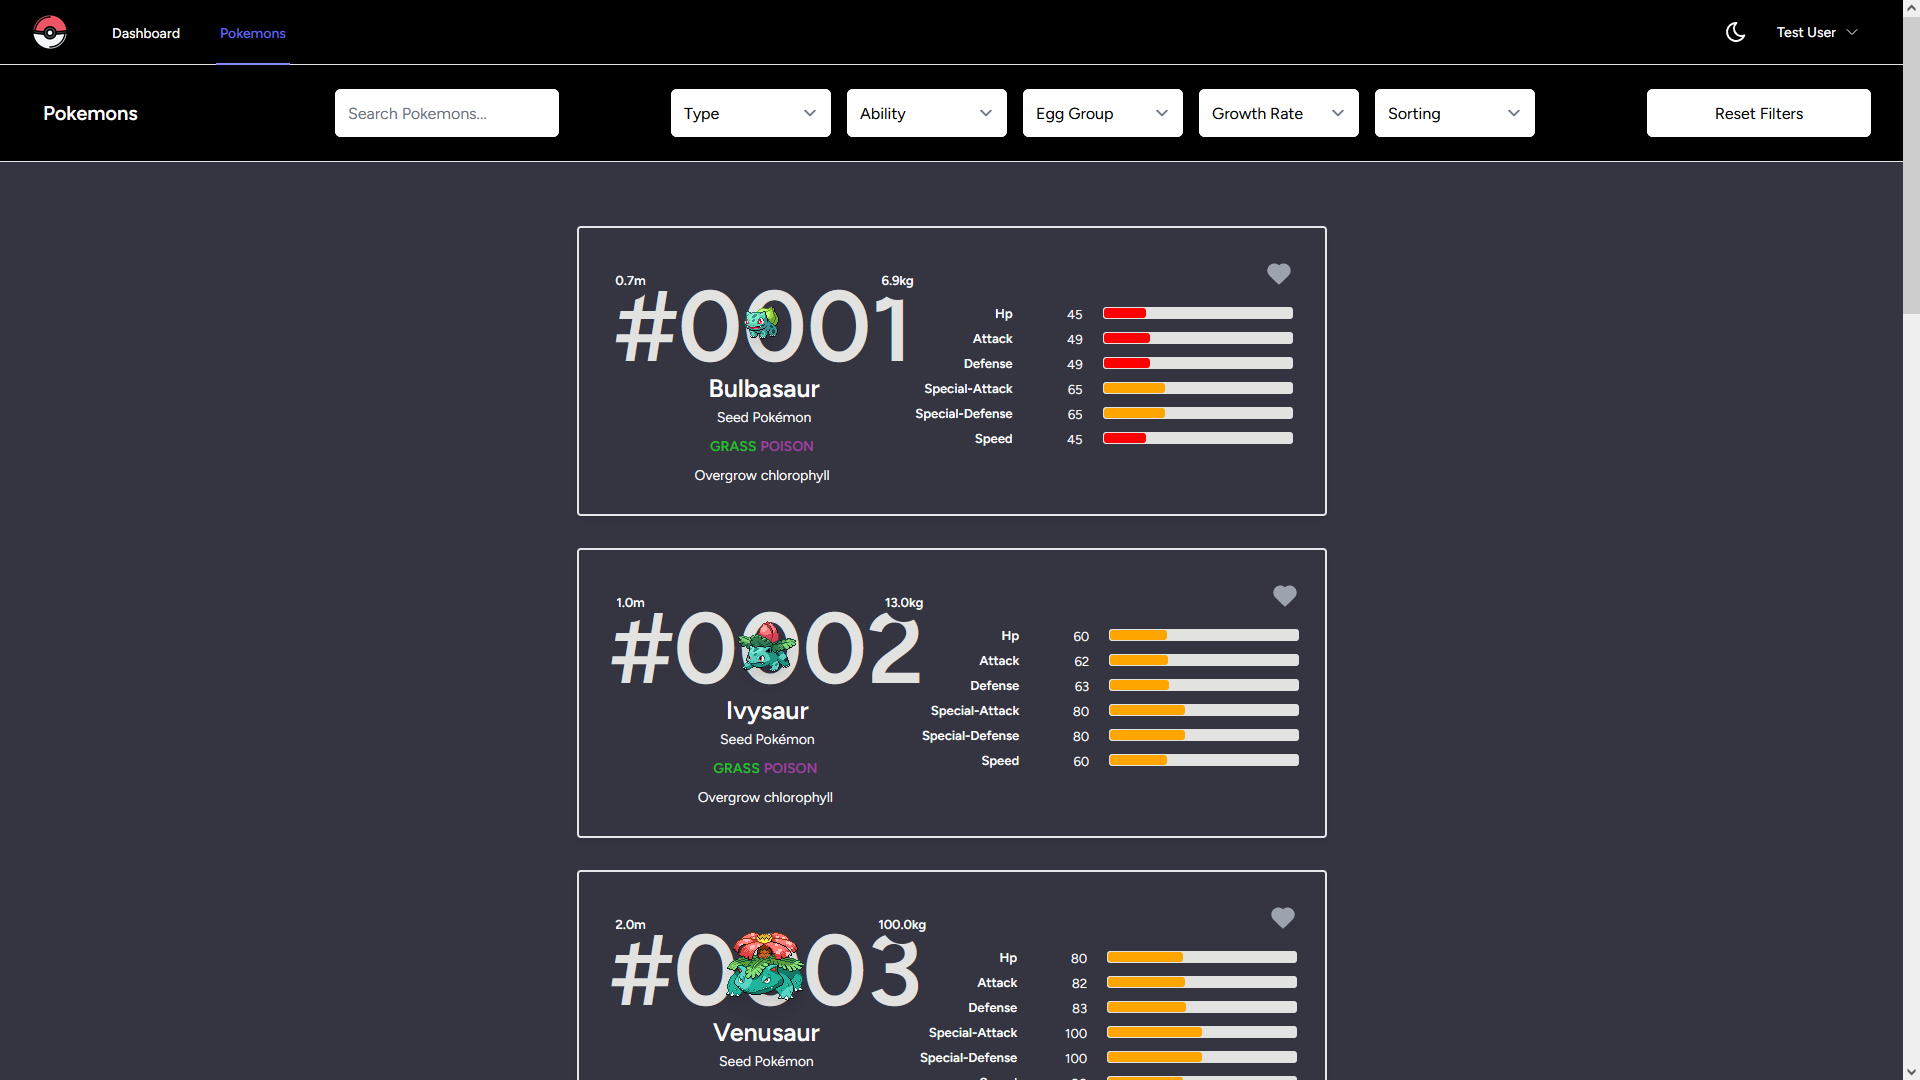 Dashboard
Pokemons
Test User
Pokemons
Search Pokemons...
Type
Ability
Egg Group
Growth Rate
Sorting
Reset Filters
0.7m
6.9kg
#0001
Bulbasaur
Seed Pokémon
GRASS POISON
Overgrow chlorophyll
Hp 45
Attack 49
Defense 49
Special-Attack 65
Special-Defense 65
Speed 45
1.0m
13.0kg
#0002
Ivysaur
Seed Pokémon
GRASS POISON
Overgrow chlorophyll
Hp 60
Attack 62
Defense 63
Special-Attack 80
Special-Defense 80
Speed 60
2.0m
100.0kg
#0003
Venusaur
Seed Pokémon
Hp 80
Attack 82
Defense 83
Special-Attack 100
Special-Defense 100